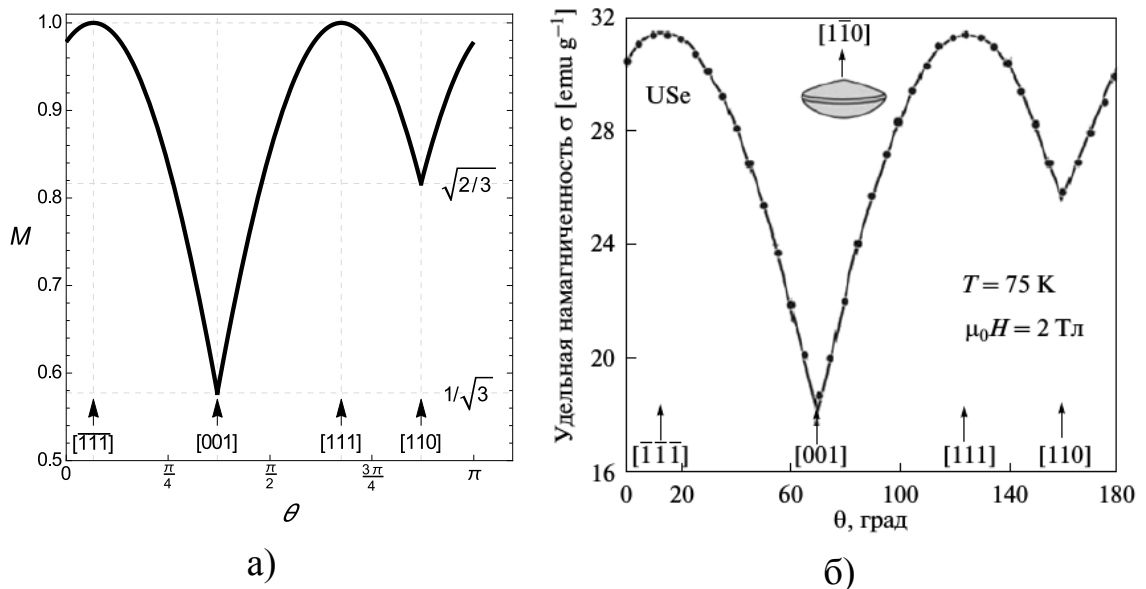 1.0
0.9
0.8
0.7
0.6
0.5
M
√2/3
1/√3
[1̅1̅1̅] [001] [111] [110]
0 π/4 π/2 3π/4 π
θ
а)
Удельная намагниченность σ [emu g⁻¹]
32
28
24
20
16
[11̅0]
USe
T = 75 K
μ₀H = 2 Тл
[1̅1̅1̅] [001] [111] [110]
0 20 60 100 140 180
θ, град
б)